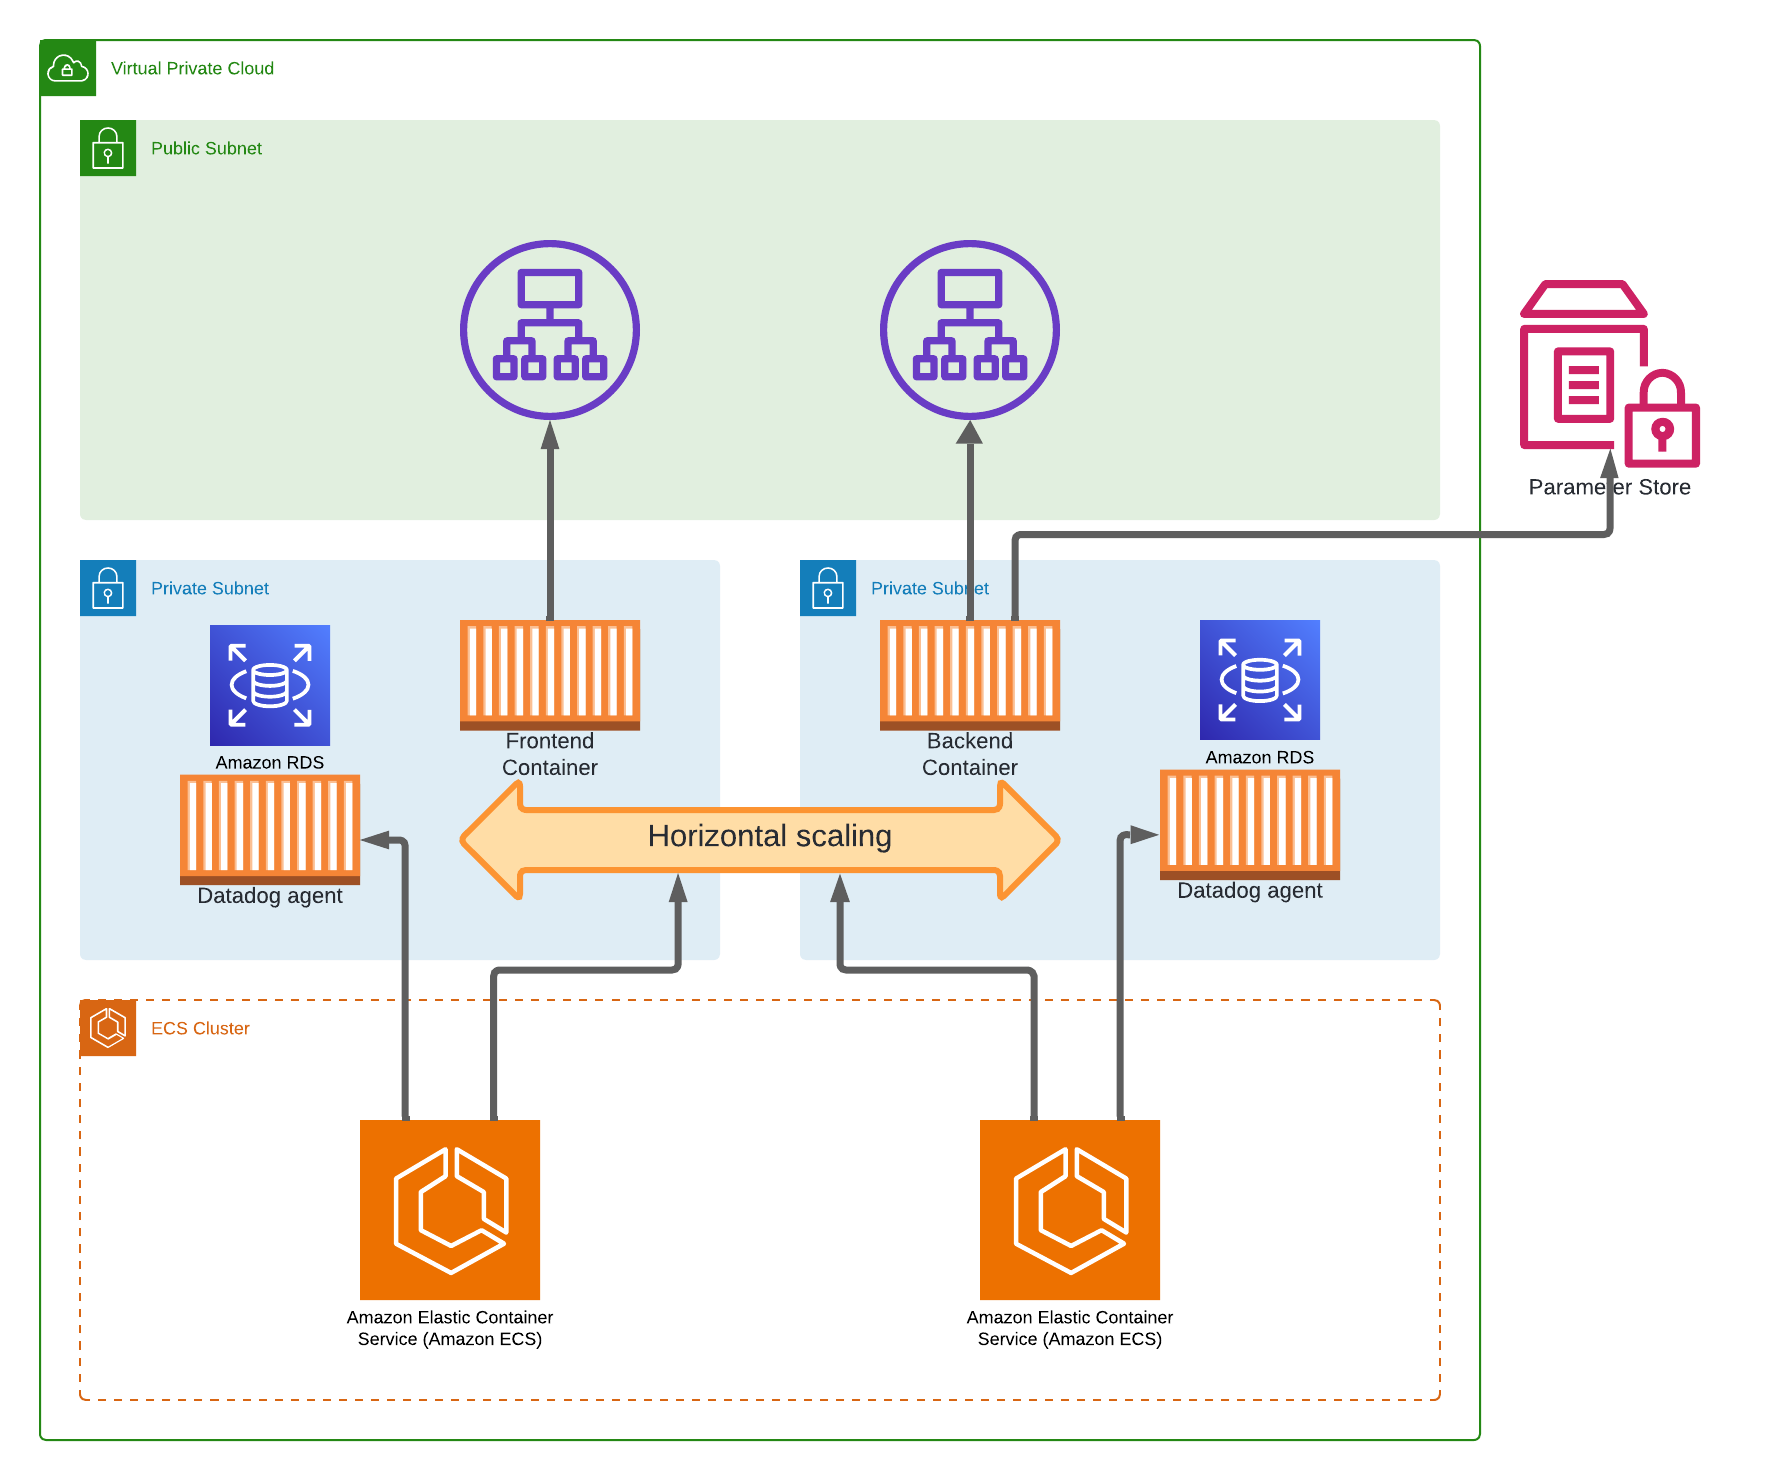 Virtual Private Cloud
Public Subnet
Parameter Store
Private Subnet
Private Subnet
Amazon RDS
Frontend
Container
Backend
Container
Amazon RDS
Datadog agent
Horizontal scaling
Datadog agent
ECS Cluster
Amazon Elastic Container
Service (Amazon ECS)
Amazon Elastic Container
Service (Amazon ECS)